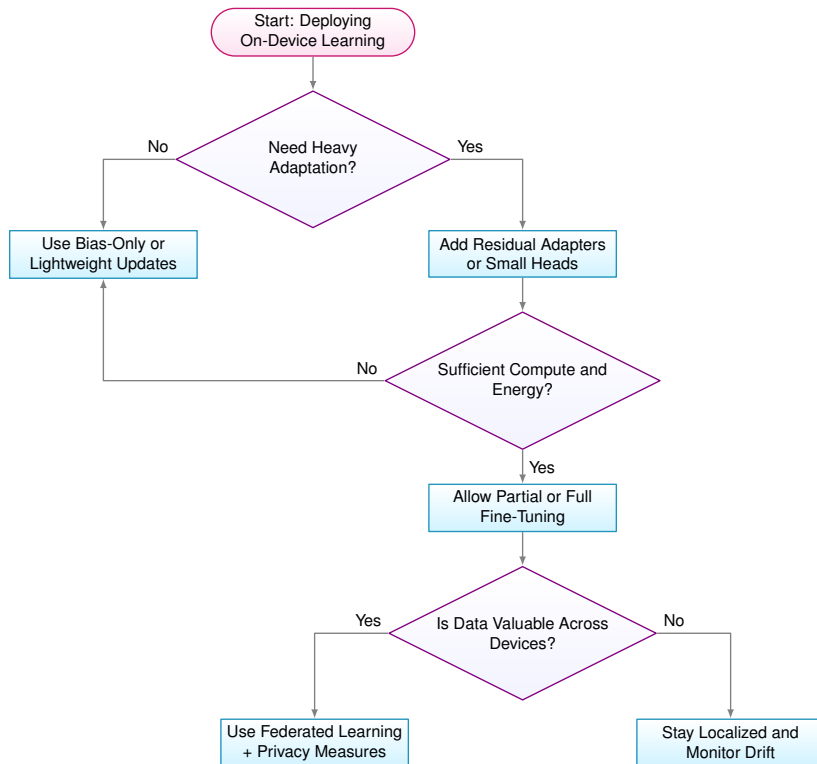 Start: Deploying
On-Device Learning
Need Heavy
Adaptation?
No
Yes
Use Bias-Only or
Lightweight Updates
Add Residual Adapters
or Small Heads
Sufficient Compute and
Energy?
No
Yes
Allow Partial or Full
Fine-Tuning
Is Data Valuable Across
Devices?
Yes
No
Use Federated Learning
+ Privacy Measures
Stay Localized and
Monitor Drift